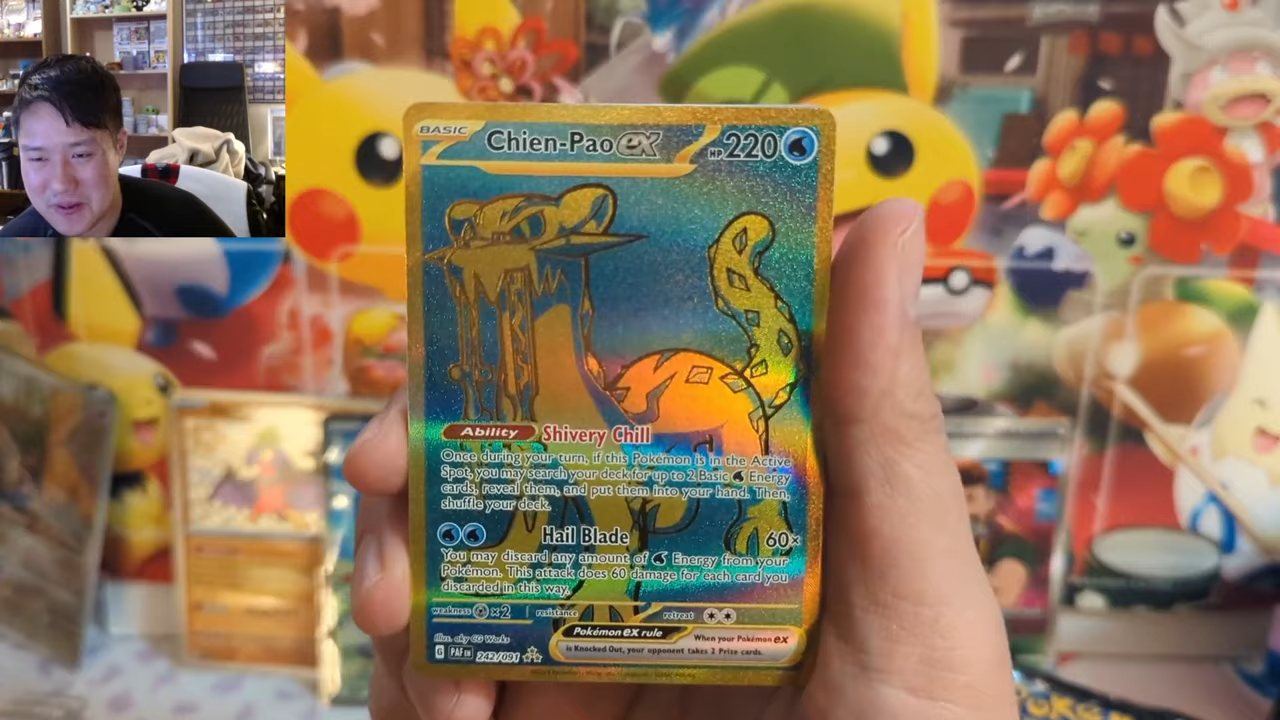 BASIC Chien-Pao ex HP 220
Ability Shivery Chill
Once during your turn, if this Pokémon is in the Active
Spot, you may search your deck for up to 2 Basic Energy
cards, reveal them, and put them into your hand. Then,
shuffle your deck.
Hail Blade 60×
You may discard any amount of Energy from your
Pokémon. This attack does 60 damage for each card you
discarded in this way.
weakness ×2 resistance retreat
Illus. aky CG Works
Pokémon ex rule
When your Pokémon ex
is Knocked Out, your opponent takes 2 Prize cards.
G PAF EN 242/091